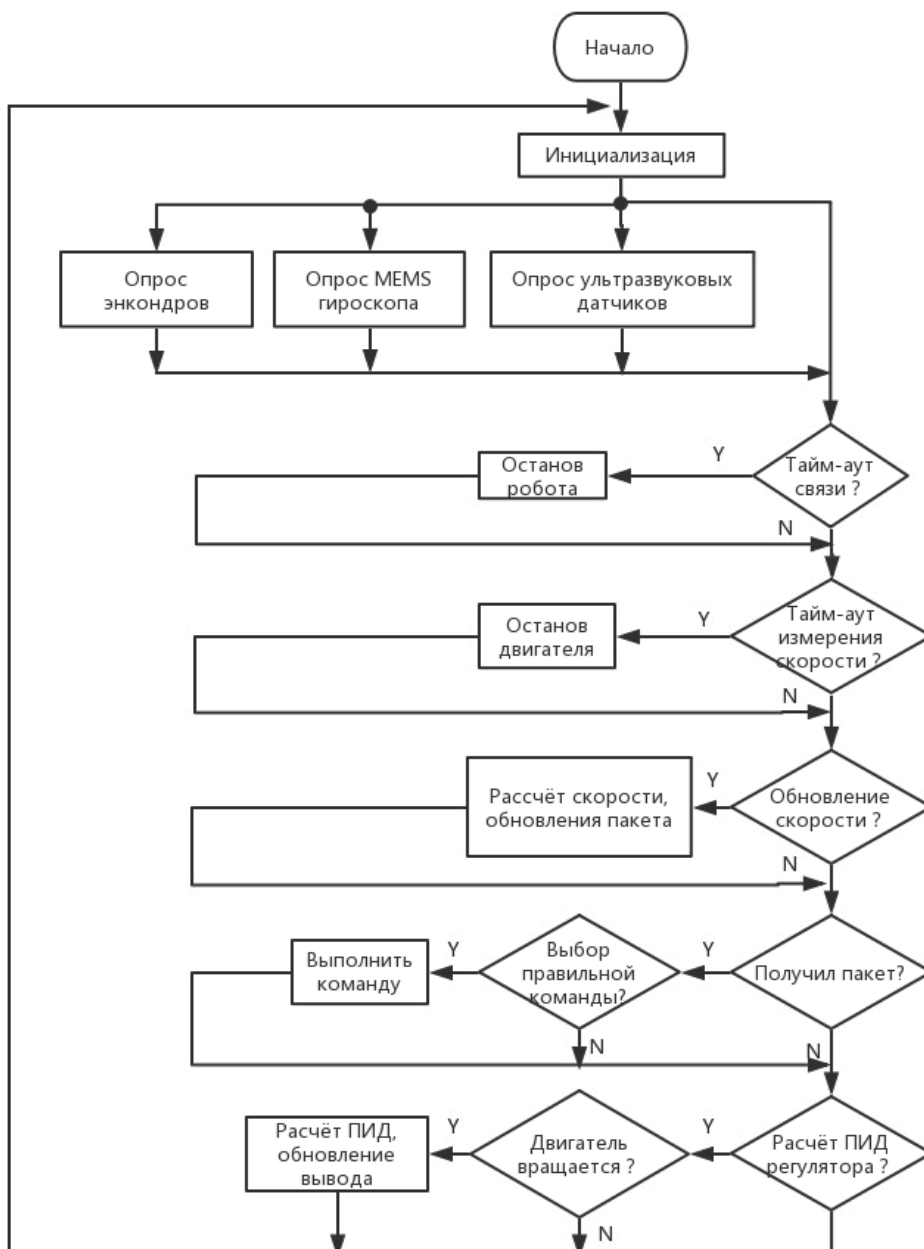 Начало
Инициализация
Опрос
энкондров
Опрос MEMS
гироскопа
Опрос ультразвуковых
датчиков
Тайм-аут
связи ?
Y
Останов
робота
N
Тайм-аут
измерения
скорости ?
Y
Останов
двигателя
N
Обновление
скорости ?
Y
Рассчёт скорости,
обновления пакета
N
Получил пакет?
Y
Выбор
правильной
команды?
Y
Выполнить
команду
N
N
Расчёт ПИД
регулятора ?
Y
Двигатель
вращается ?
Y
Расчёт ПИД,
обновление
вывода
N